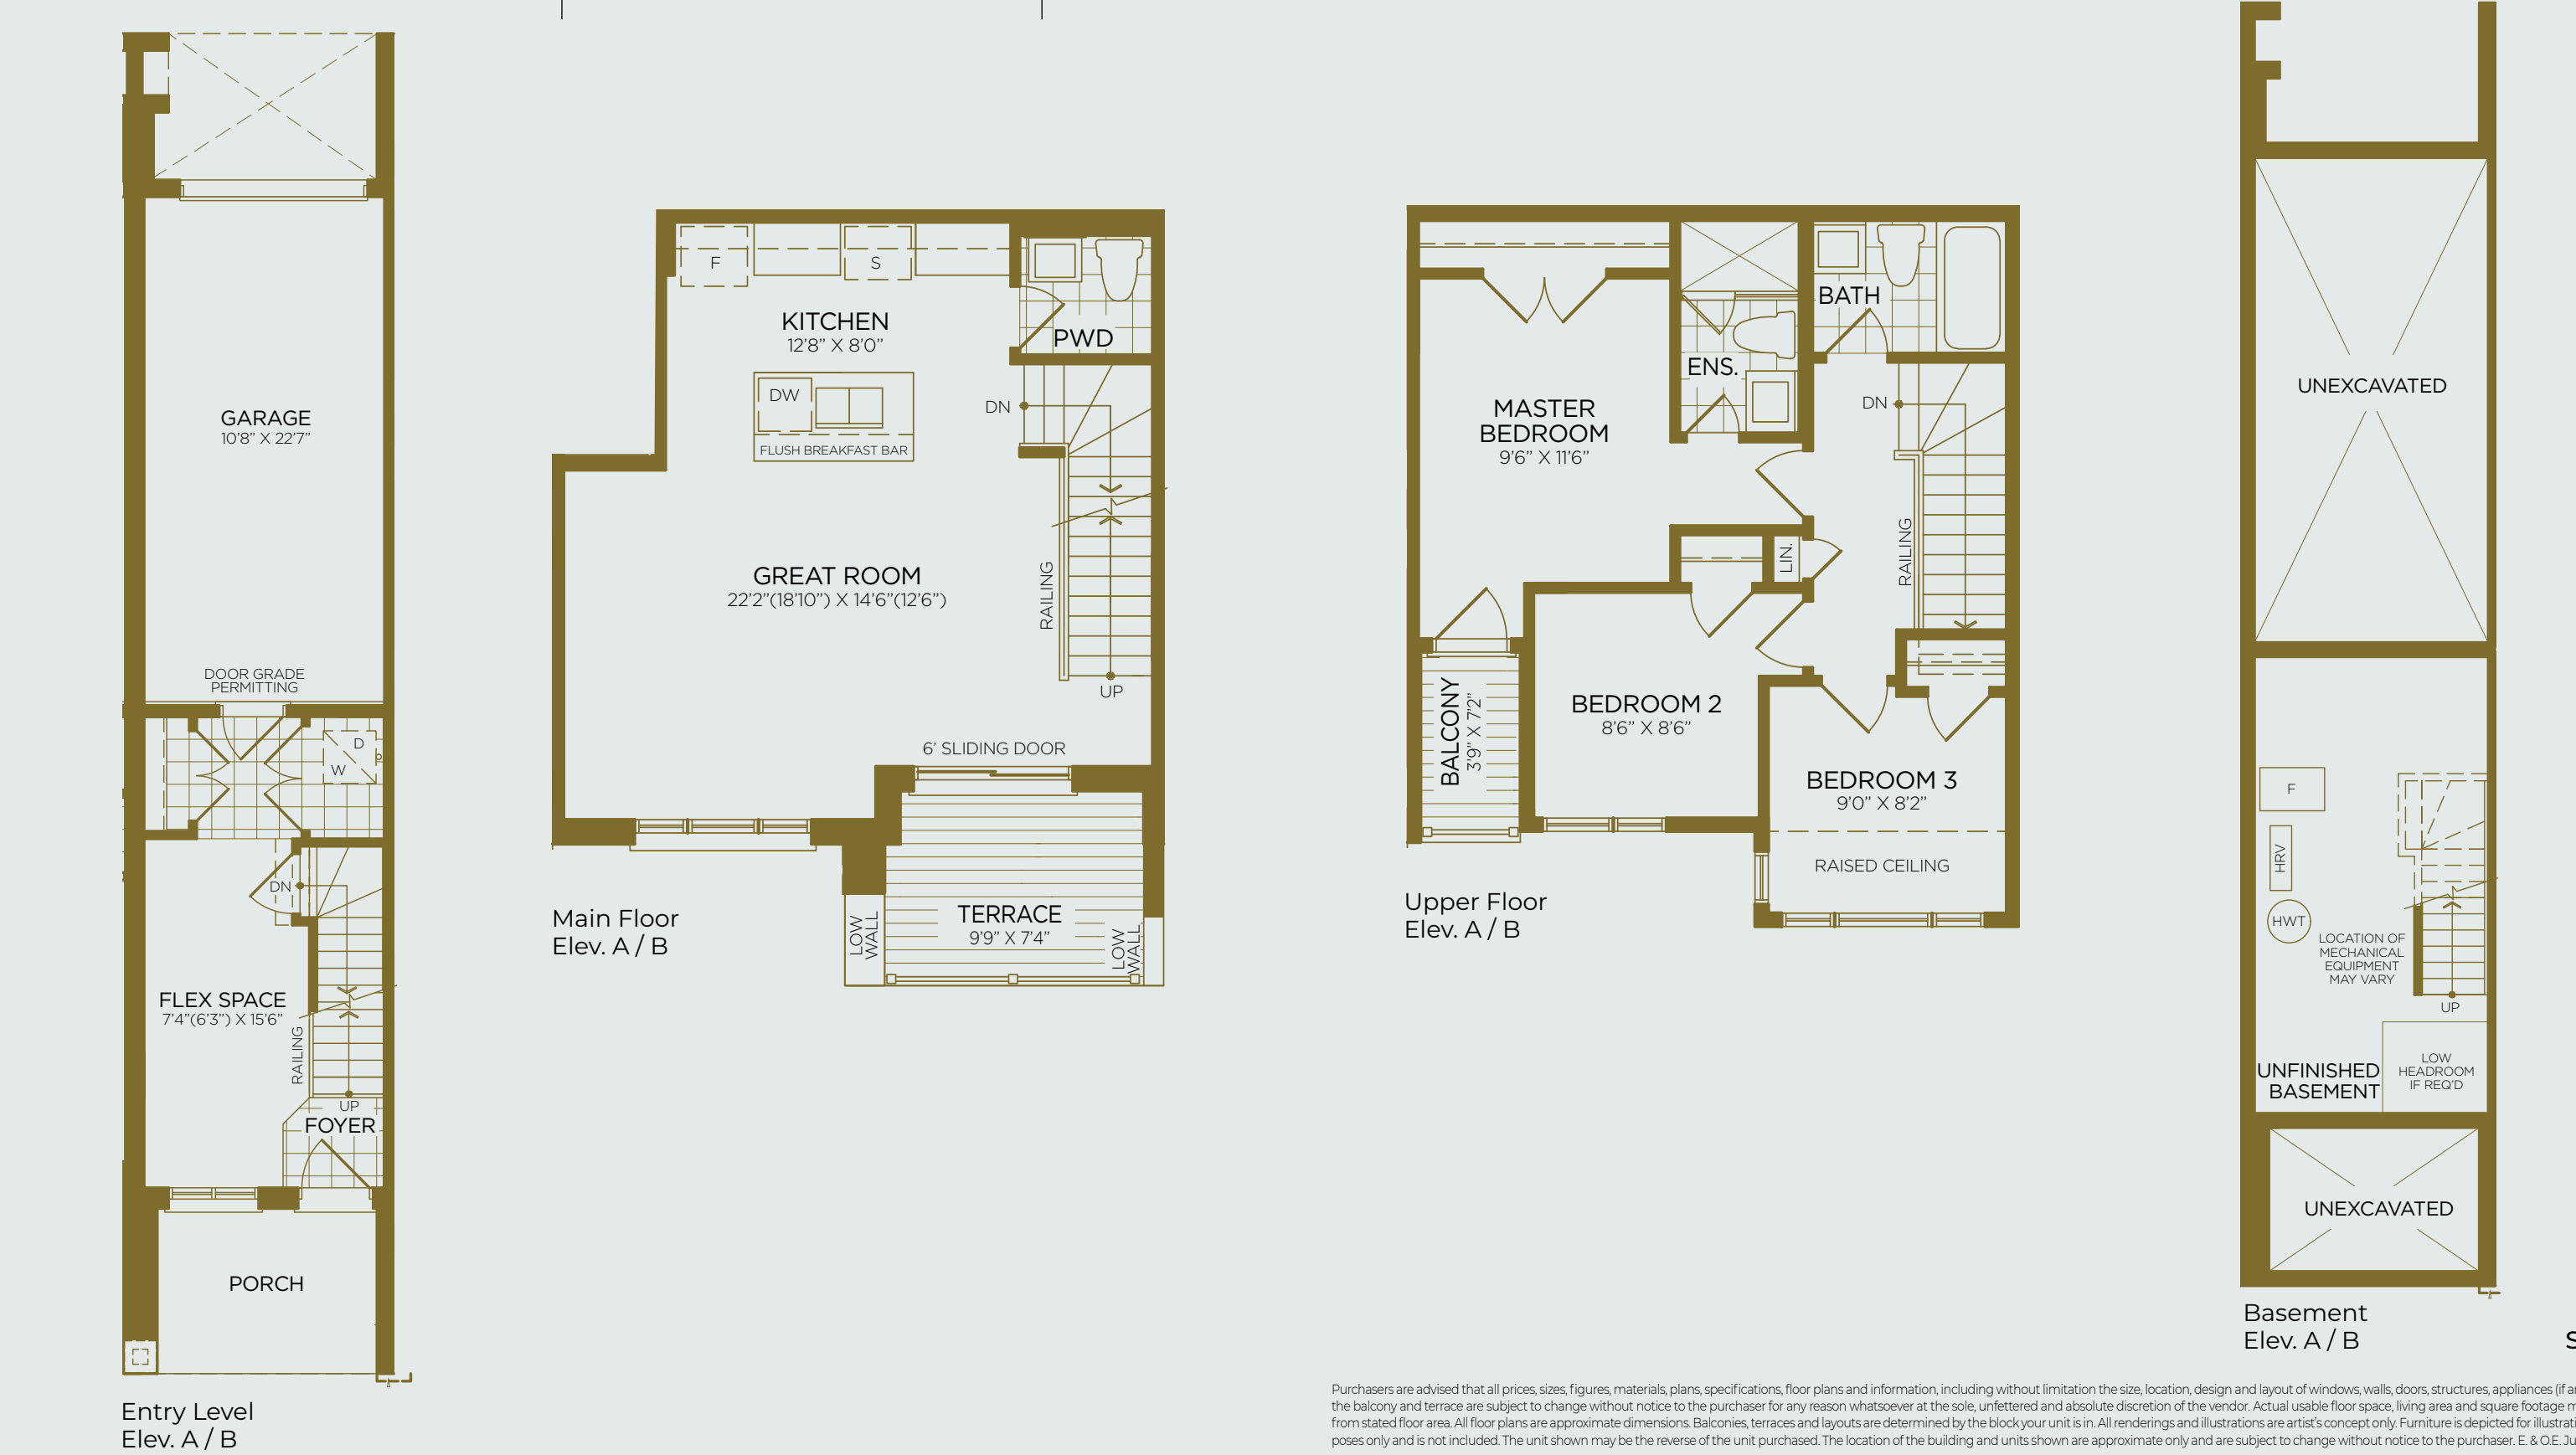 GARAGE
10'8” X 22'7”
DOOR GRADE
PERMITTING
D
W
DN
FLEX SPACE
7'4”(6'3”) X 15'6”
RAILING
UP
FOYER
PORCH
Entry Level
Elev. A / B
F
S
KITCHEN
12'8” X 8'0”
PWD
DW
FLUSH BREAKFAST BAR
DN
GREAT ROOM
22'2”(18'10”) X 14'6”(12'6”)
RAILING
UP
6’ SLIDING DOOR
TERRACE
9'9” X 7'4”
LOW
WALL
LOW
WALL
Main Floor
Elev. A / B
BATH
ENS.
MASTER
BEDROOM
9'6” X 11'6”
DN
LIN.
RAILING
BALCONY
3'9” X 7'2”
BEDROOM 2
8'6” X 8'6”
BEDROOM 3
9'0” X 8'2”
RAISED CEILING
Upper Floor
Elev. A / B
UNEXCAVATED
F
HRV
HWT
LOCATION OF
MECHANICAL
EQUIPMENT
MAY VARY
UP
UNFINISHED
BASEMENT
LOW
HEADROOM
IF REQ’D
UNEXCAVATED
Basement
Elev. A / B
Purchasers are advised that all prices, sizes, figures, materials, plans, specifications, floor plans and information, including without limitation the size, location, design and layout of windows, walls, doors, structures, appliances (if
the balcony and terrace are subject to change without notice to the purchaser for any reason whatsoever at the sole, unfettered and absolute discretion of the vendor. Actual usable floor space, living area and square footage
from stated floor area. All floor plans are approximate dimensions. Balconies, terraces and layouts are determined by the block your unit is in. All renderings and illustrations are artist’s concept only. Furniture is depicted for
poses only and is not included. The unit shown may be the reverse of the unit purchased. The location of the building and units shown are approximate only and are subject to change without notice to the purchaser. E. & O.E.